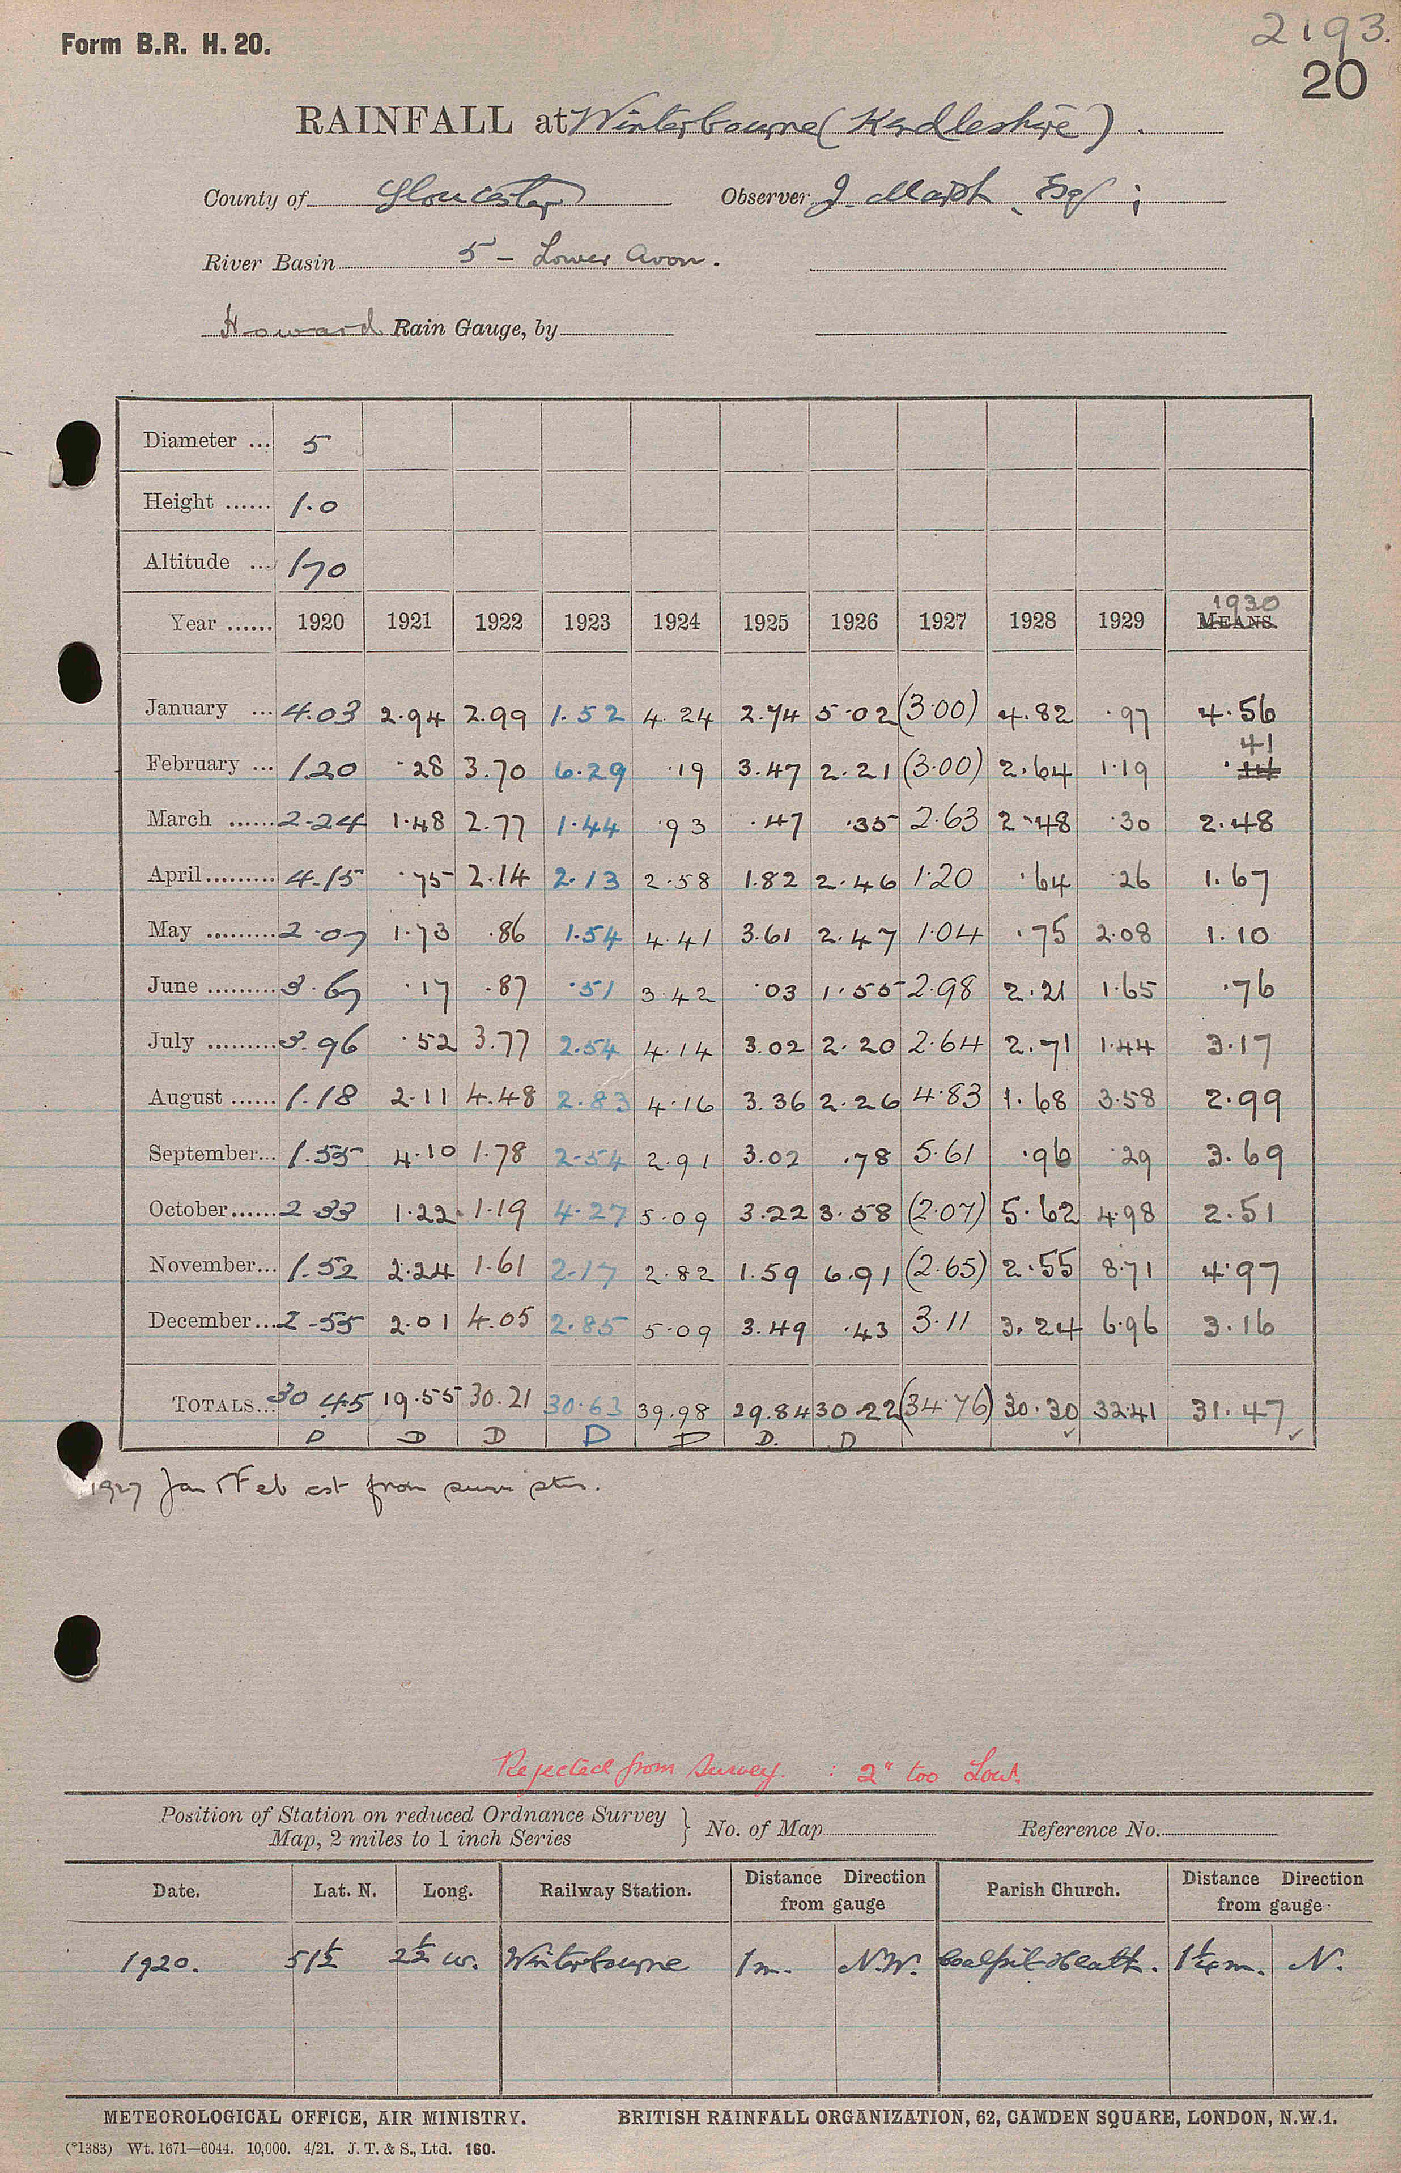 2193.
Form B.R. H. 20.
20
RAINFALL at Winterbourne (Kendleshire).
County of Gloucester Observer J. Marsh, Esq;
River Basin 5 - Lower Avon.
Howard Rain Gauge, by
Diameter ... 5
Height ...... 1.0
Altitude ... 170
1930
Year ...... 1920 1921 1922 1923 1924 1925 1926 1927 1928 1929 MEANS.
January ... 4.03 2.94 2.99 1.52 4.24 2.74 5.02 (3.00) 4.82 .97 4.56
41
February ... 1.20 .28 3.70 6.29 .19 3.47 2.21 (3.00) 2.64 1.19 .
March ...... 2.24 1.48 2.77 1.44 .93 .47 .35 2.63 2.48 .30 2.48
April ......... 4.15 .75 2.14 2.13 2.58 1.82 2.46 1.20 .64 .26 1.67
May ......... 2.07 1.73 .86 1.54 4.41 3.61 2.47 1.04 .75 2.08 1.10
June ......... 3.67 .17 .87 .51 3.42 .03 1.55 2.98 2.21 1.65 .76
July ......... 3.96 .52 3.77 2.54 4.14 3.02 2.20 2.64 2.71 1.44 3.17
August ...... 1.18 2.11 4.48 2.83 4.16 3.36 2.26 4.83 1.68 3.58 2.99
September... 1.55 4.10 1.78 2.54 2.91 3.02 .78 5.61 .96 .29 3.69
October...... 2.33 1.22 1.19 4.27 5.09 3.22 3.58 (2.07) 5.62 4.98 2.51
November... 1.52 2.24 1.61 2.17 2.82 1.59 6.91 (2.65) 2.55 8.71 4.97
December... 2.55 2.01 4.05 2.85 5.09 3.49 .43 3.11 3.24 6.96 3.16
TOTALS... 30.45 19.55 30.21 30.63 39.98 29.84 30.22 (34.76) 30.30 32.41 31.47
D D D D D D. D
1927 Jan & Feb est from surr stns.
Rejected from Survey. : 2" too Low.
Position of Station on reduced Ordnance Survey Map, 2 miles to 1 inch Series } No. of Map Reference No.
Date. Lat. N. Long. Railway Station. Distance Direction from gauge Parish Church. Distance Direction from gauge
1920. 51½ 2½ W. Winterbourne 1m. N.W. Coalpit Heath. 1¼m. N.
METEOROLOGICAL OFFICE, AIR MINISTRY. BRITISH RAINFALL ORGANIZATION, 62, CAMDEN SQUARE, LONDON, N.W.1.
(*1383) Wt. 1671—6044. 10,000. 4/21. J. T. & S., Ltd. 160.